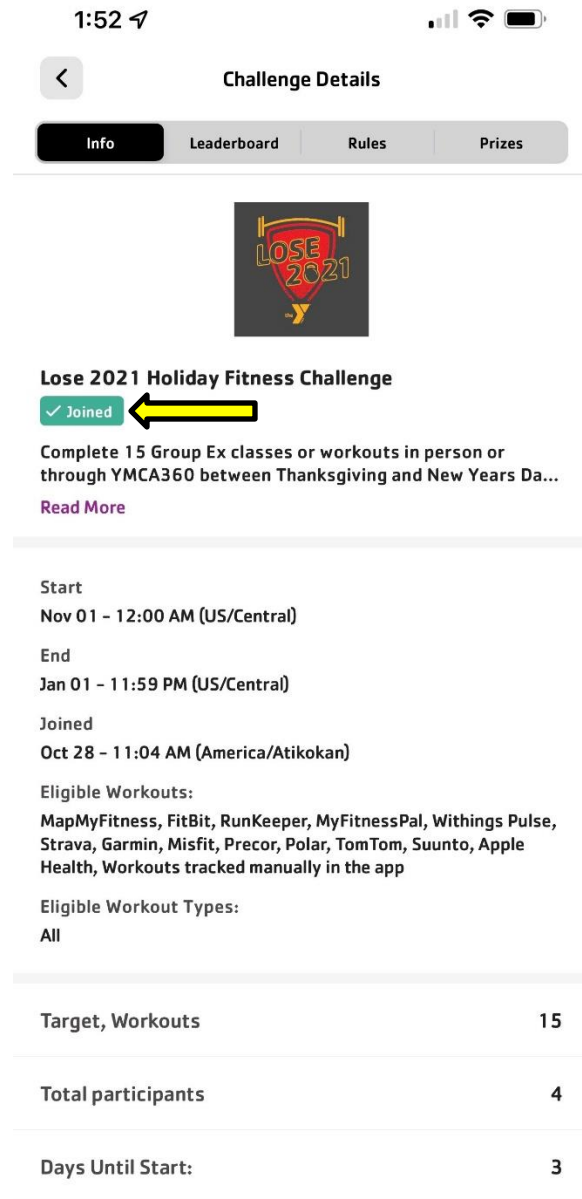 1:52
Challenge Details
Info Leaderboard Rules Prizes
LOSE
2021
the Y
Lose 2021 Holiday Fitness Challenge
Joined
Complete 15 Group Ex classes or workouts in person or
through YMCA360 between Thanksgiving and New Years Da...
Read More
Start
Nov 01 – 12:00 AM (US/Central)
End
Jan 01 – 11:59 PM (US/Central)
Joined
Oct 28 – 11:04 AM (America/Atikokan)
Eligible Workouts:
MapMyFitness, FitBit, RunKeeper, MyFitnessPal, Withings Pulse,
Strava, Garmin, Misfit, Precor, Polar, TomTom, Suunto, Apple
Health, Workouts tracked manually in the app
Eligible Workout Types:
All
Target, Workouts 15
Total participants 4
Days Until Start: 3